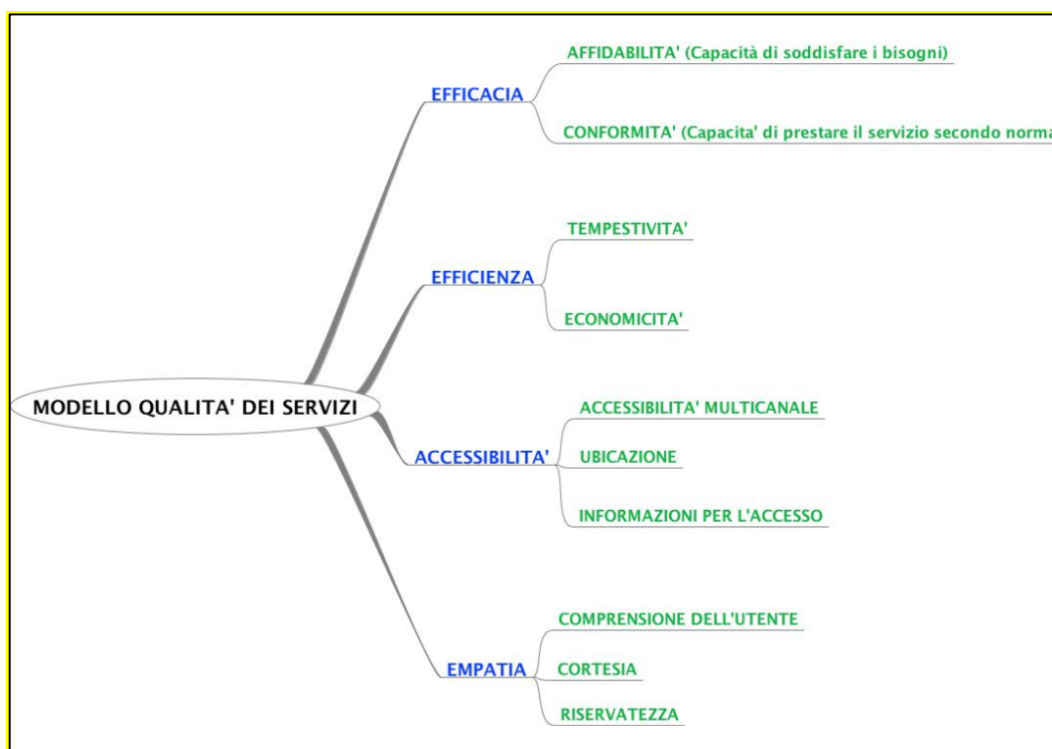 AFFIDABILITA' (Capacità di soddisfare i bisogni)
EFFICACIA
CONFORMITA' (Capacita' di prestare il servizio secondo norma
TEMPESTIVITA'
EFFICIENZA
ECONOMICITA'
MODELLO QUALITA' DEI SERVIZI
ACCESSIBILITA' MULTICANALE
ACCESSIBILITA'
UBICAZIONE
INFORMAZIONI PER L'ACCESSO
COMPRENSIONE DELL'UTENTE
EMPATIA
CORTESIA
RISERVATEZZA